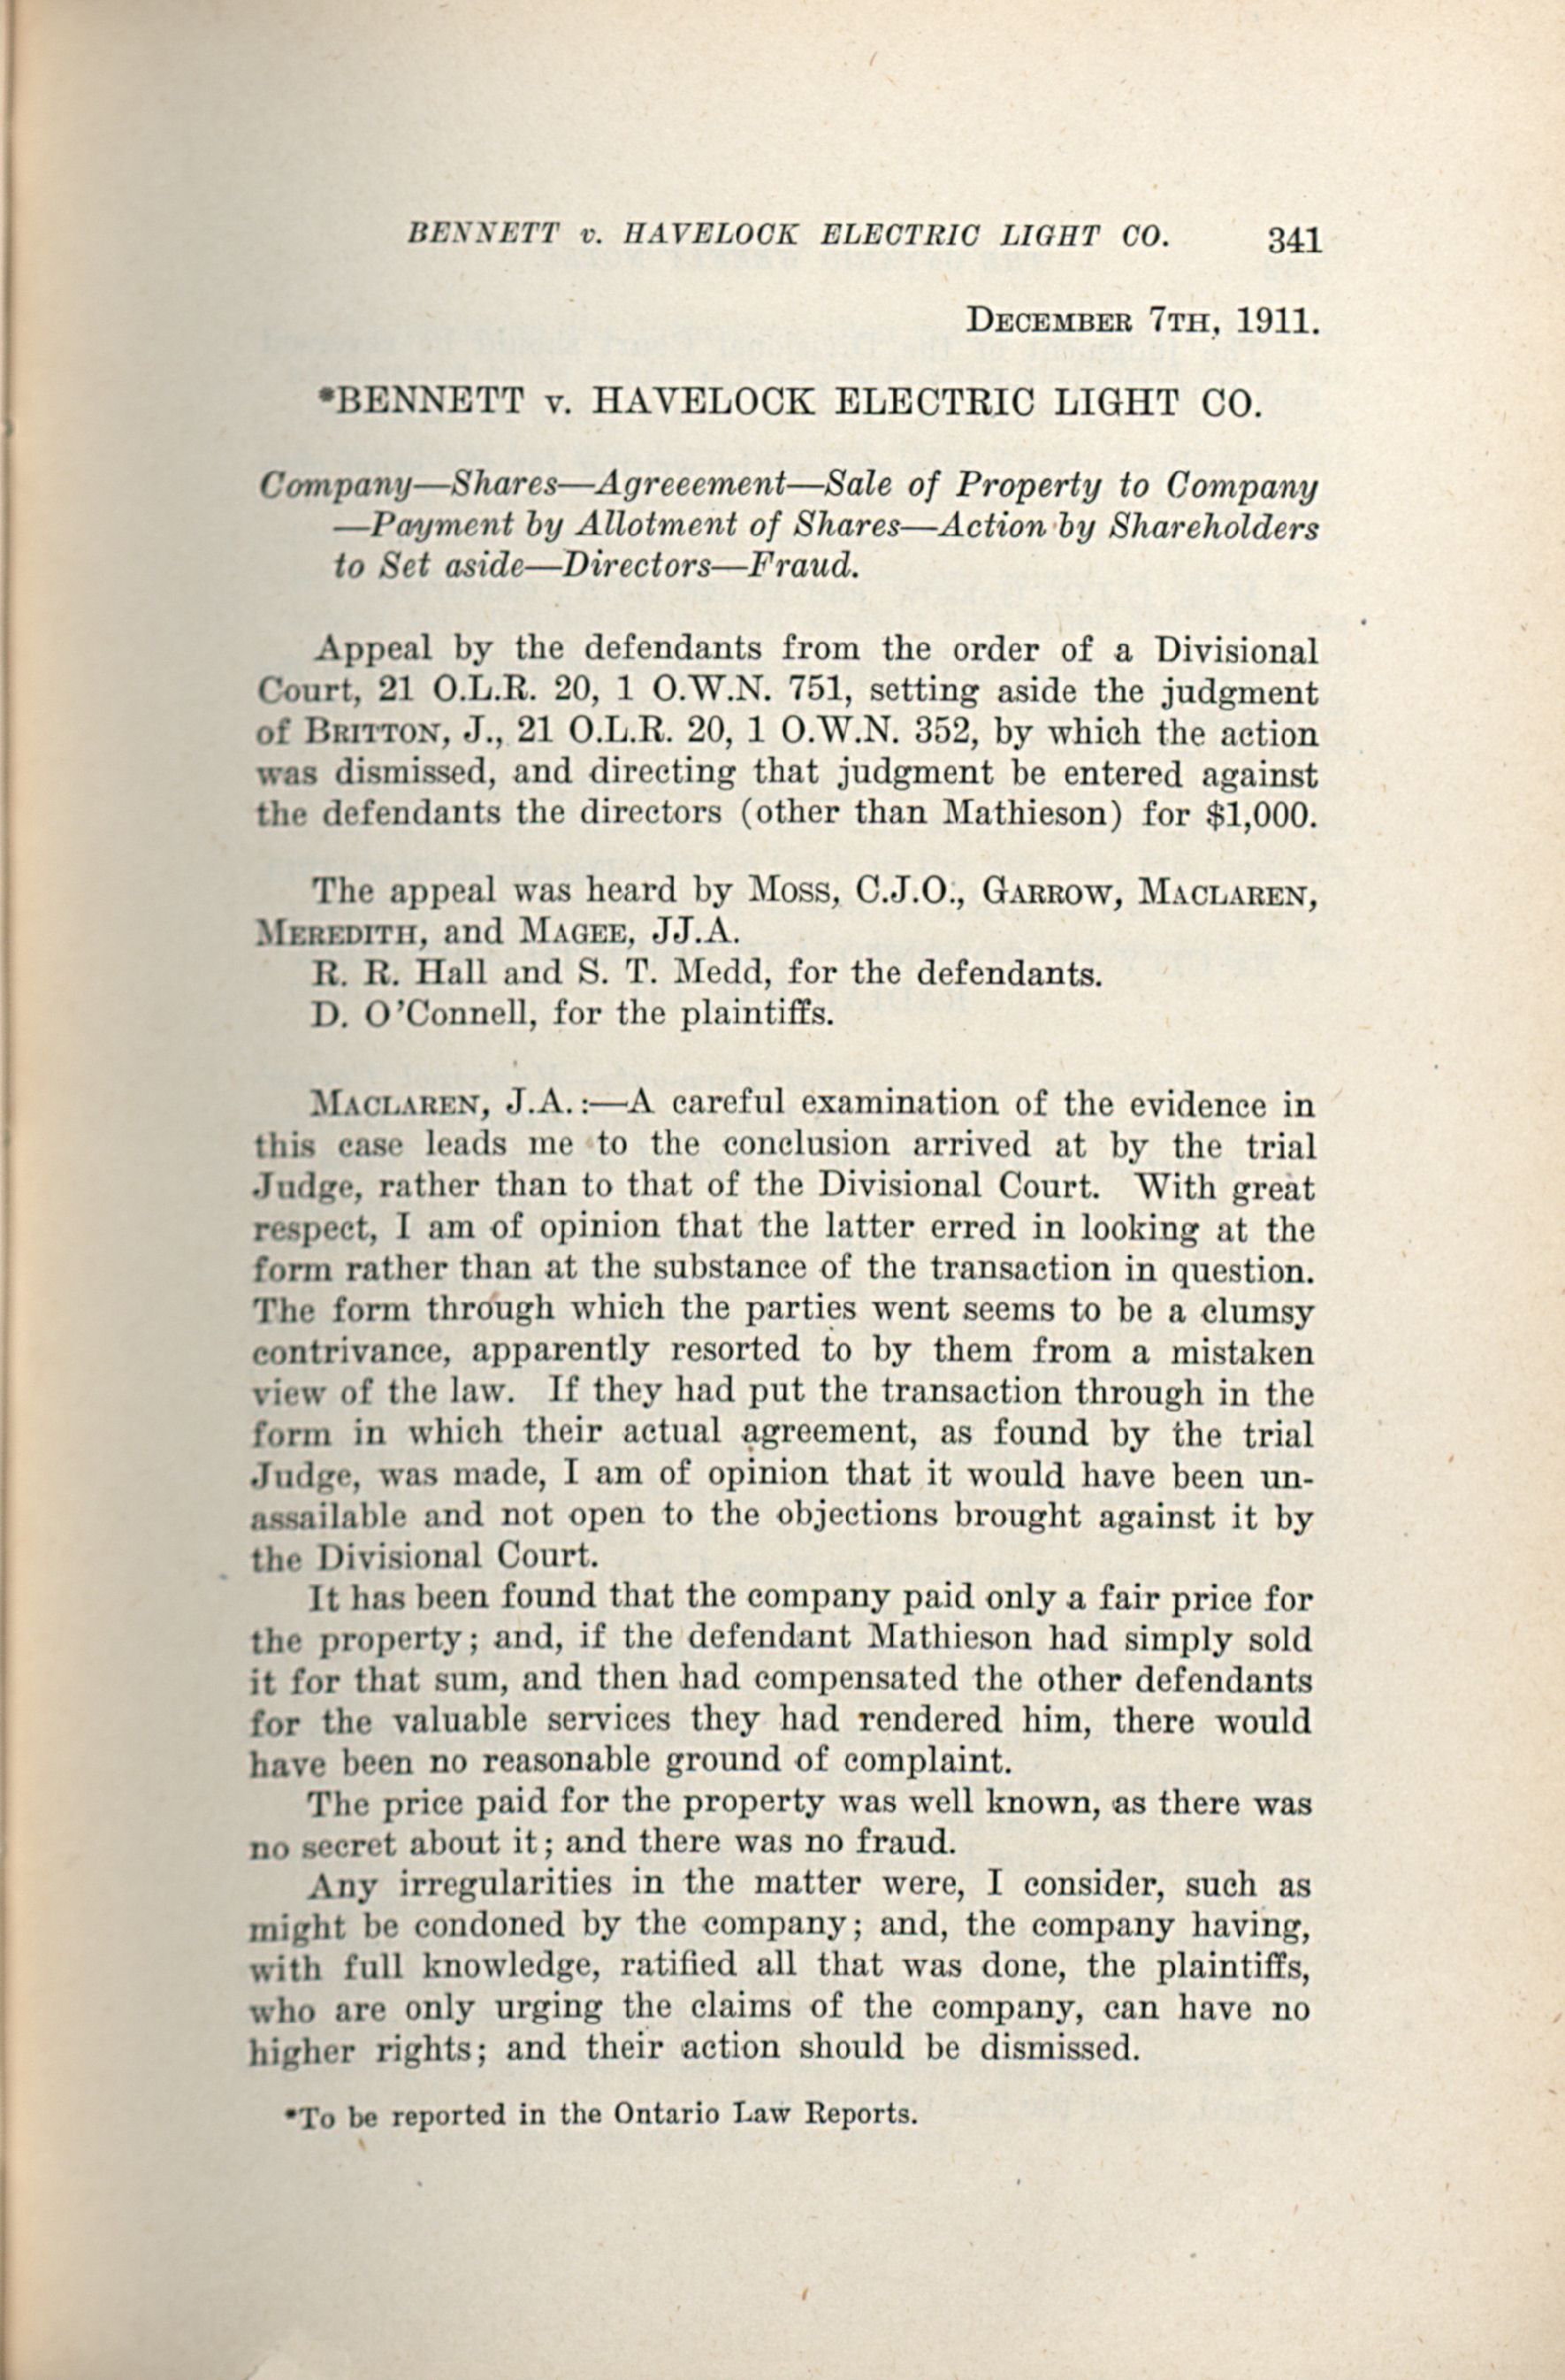 BENNETT v. HAVELOCK ELECTRIC LIGHT CO. 341
DECEMBER 7TH, 1911.
*BENNETT v. HAVELOCK ELECTRIC LIGHT CO.
Company—Shares—Agreeement—Sale of Property to Company
—Payment by Allotment of Shares—Action by Shareholders
to Set aside—Directors—Fraud.
Appeal by the defendants from the order of a Divisional
Court, 21 O.L.R. 20, 1 O.W.N. 751, setting aside the judgment
of BRITTON, J., 21 O.L.R. 20, 1 O.W.N. 352, by which the action
was dismissed, and directing that judgment be entered against
the defendants the directors (other than Mathieson) for $1,000.
The appeal was heard by Moss, C.J.O., GARROW, MACLAREN,
MEREDITH, and MAGEE, JJ.A.
R. R. Hall and S. T. Medd, for the defendants.
D. O'Connell, for the plaintiffs.
MACLAREN, J.A.:—A careful examination of the evidence in
this case leads me to the conclusion arrived at by the trial
Judge, rather than to that of the Divisional Court. With great
respect, I am of opinion that the latter erred in looking at the
form rather than at the substance of the transaction in question.
The form through which the parties went seems to be a clumsy
contrivance, apparently resorted to by them from a mistaken
view of the law. If they had put the transaction through in the
form in which their actual agreement, as found by the trial
Judge, was made, I am of opinion that it would have been un-
assailable and not open to the objections brought against it by
the Divisional Court.
It has been found that the company paid only a fair price for
the property; and, if the defendant Mathieson had simply sold
it for that sum, and then had compensated the other defendants
for the valuable services they had rendered him, there would
have been no reasonable ground of complaint.
The price paid for the property was well known, as there was
no secret about it; and there was no fraud.
Any irregularities in the matter were, I consider, such as
might be condoned by the company; and, the company having,
with full knowledge, ratified all that was done, the plaintiffs,
who are only urging the claims of the company, can have no
higher rights; and their action should be dismissed.
*To be reported in the Ontario Law Reports.